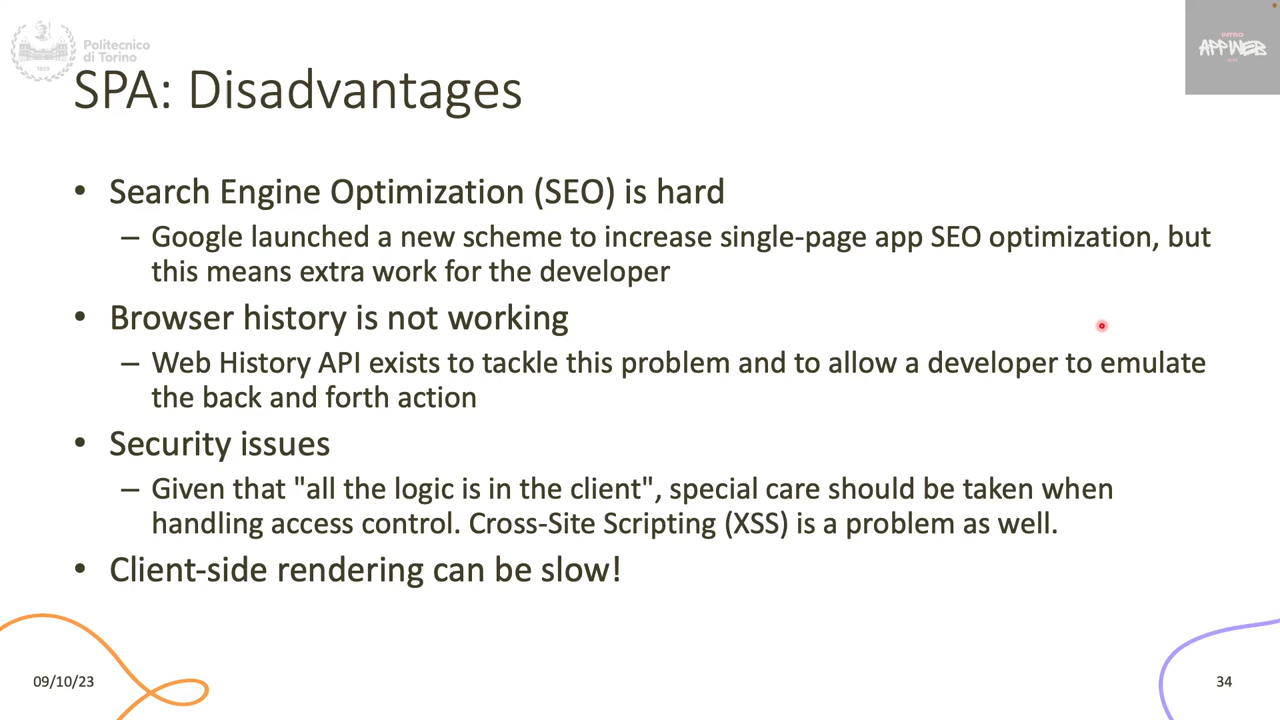 Politecnico
di Torino
1859
INTRO
APPWEB
SPA: Disadvantages
• Search Engine Optimization (SEO) is hard
– Google launched a new scheme to increase single-page app SEO optimization, but
this means extra work for the developer
• Browser history is not working
– Web History API exists to tackle this problem and to allow a developer to emulate
the back and forth action
• Security issues
– Given that "all the logic is in the client", special care should be taken when
handling access control. Cross-Site Scripting (XSS) is a problem as well.
• Client-side rendering can be slow!
09/10/23
34